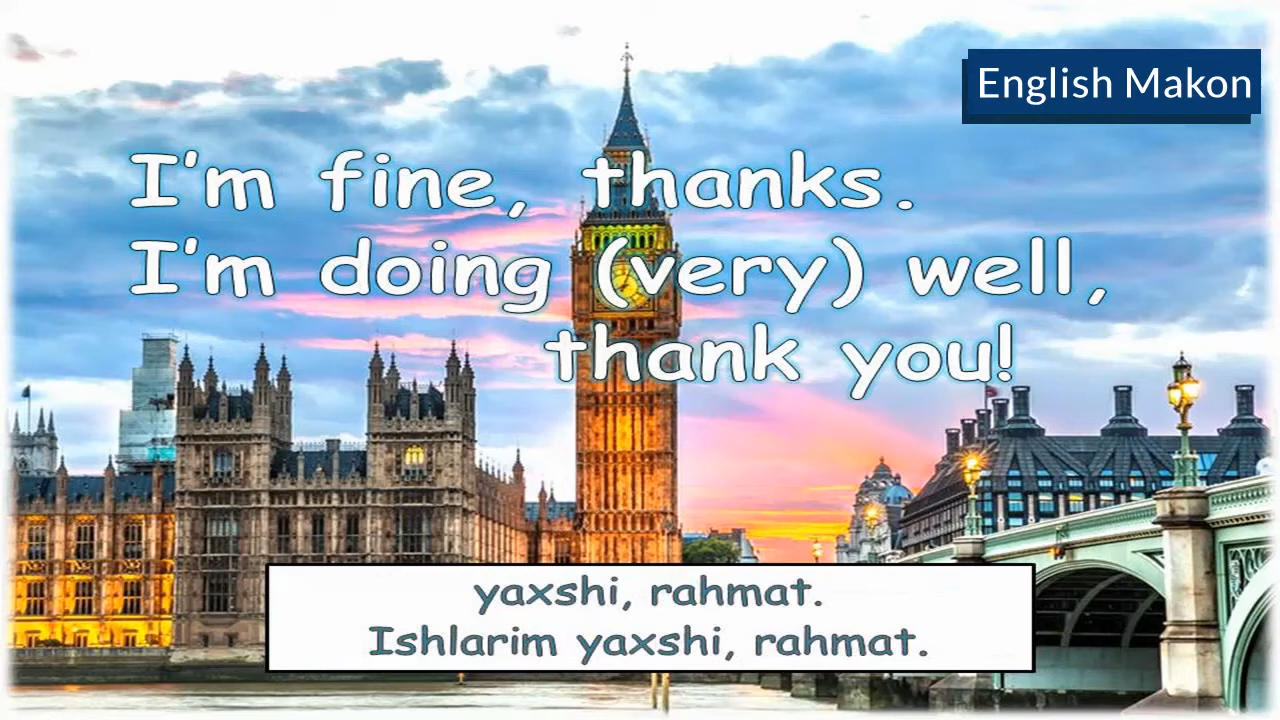 English Makon
I'm fine, thanks.
I'm doing (very) well,
thank you!
yaxshi, rahmat.
Ishlarim yaxshi, rahmat.